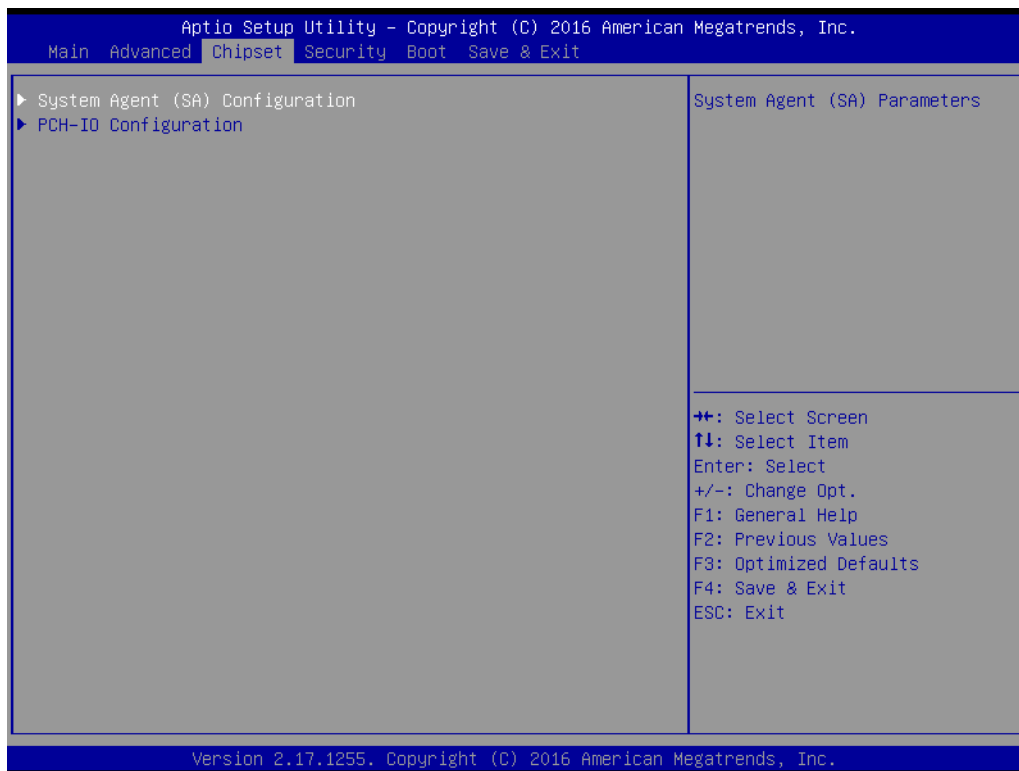 Aptio Setup Utility – Copyright (C) 2016 American Megatrends, Inc.
Main Advanced Chipset Security Boot Save & Exit
▶ System Agent (SA) Configuration
▶ PCH-IO Configuration
System Agent (SA) Parameters
→←: Select Screen
↑↓: Select Item
Enter: Select
+/-: Change Opt.
F1: General Help
F2: Previous Values
F3: Optimized Defaults
F4: Save & Exit
ESC: Exit
Version 2.17.1255. Copyright (C) 2016 American Megatrends, Inc.